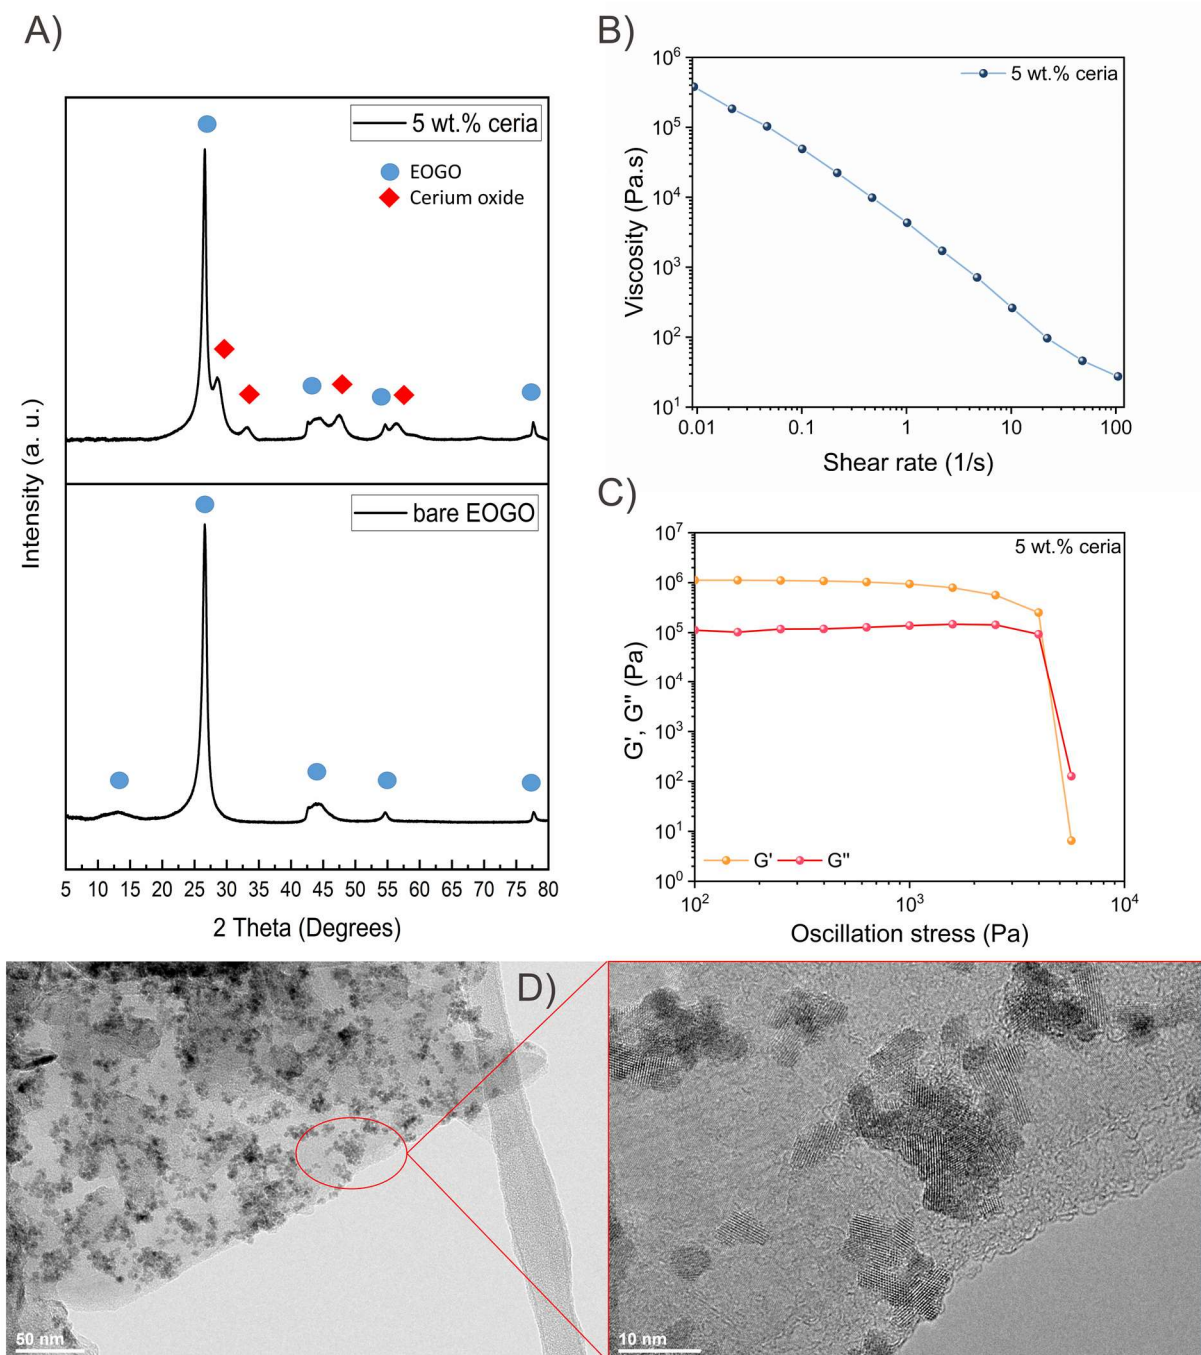 A)
5 wt.% ceria
EOGO
Cerium oxide
bare EOGO
Intensity (a. u.)
5 10 15 20 25 30 35 40 45 50 55 60 65 70 75 80
2 Theta (Degrees)
B)
5 wt.% ceria
Viscosity (Pa.s)
10⁶
10⁵
10⁴
10³
10²
10¹
0.01 0.1 1 10 100
Shear rate (1/s)
C)
5 wt.% ceria
G', G'' (Pa)
10⁷
10⁶
10⁵
10⁴
10³
10²
10¹
10⁰
G' G''
10² 10³ 10⁴
Oscillation stress (Pa)
D)
50 nm
10 nm